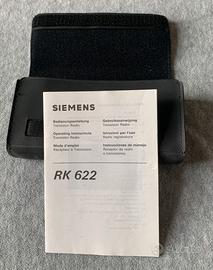 SIEMENS
Bedienungsanleitung
Transistor Radio
Gebruiksaanwijzing
Transistor Radio
Operating Instructions
Transistor Radio
Istruzioni per l'uso
Radio
Mode d'emploi
Récepteur à Transistors
Instrucciones de manejo
Receptor de radio
a transistores
RK 622